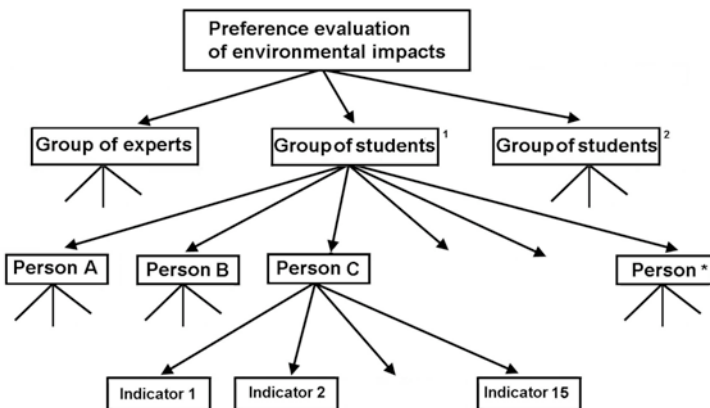 Preference evaluation
of environmental impacts
Group of experts
Group of students 1
Group of students 2
Person A
Person B
Person C
Person *
Indicator 1
Indicator 2
Indicator 15